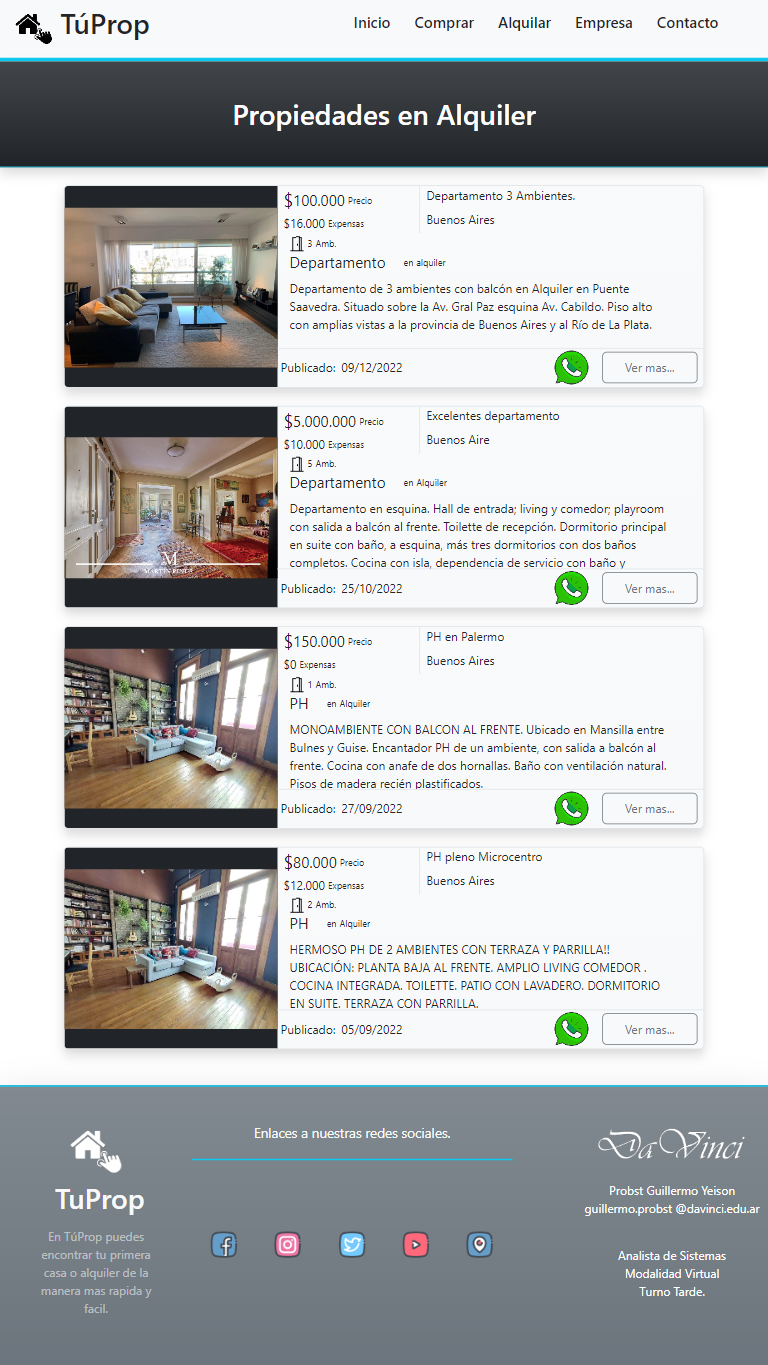 TúProp
Inicio Comprar Alquilar Empresa Contacto
Propiedades en Alquiler
$100.000 Precio
$16.000 Expensas
Departamento 3 Ambientes.
Buenos Aires
3 Amb.
Departamento en alquiler
Departamento de 3 ambientes con balcón en Alquiler en Puente
Saavedra. Situado sobre la Av. Gral Paz esquina Av. Cabildo. Piso alto
con amplias vistas a la provincia de Buenos Aires y al Río de La Plata.
Publicado: 09/12/2022
Ver mas...
$5.000.000 Precio
$10.000 Expensas
Excelentes departamento
Buenos Aire
5 Amb.
Departamento en Alquiler
Departamento en esquina. Hall de entrada; living y comedor; playroom
con salida a balcón al frente. Toilette de recepción. Dormitorio principal
en suite con baño, a esquina, más tres dormitorios con dos baños
completos. Cocina con isla, dependencia de servicio con baño y
M
MARTIN PINUS
Publicado: 25/10/2022
Ver mas...
$150.000 Precio
$0 Expensas
PH en Palermo
Buenos Aires
1 Amb.
PH en Alquiler
MONOAMBIENTE CON BALCON AL FRENTE. Ubicado en Mansilla entre
Bulnes y Guise. Encantador PH de un ambiente, con salida a balcón al
frente. Cocina con anafe de dos hornallas. Baño con ventilación natural.
Pisos de madera recién plastificados.
Publicado: 27/09/2022
Ver mas...
$80.000 Precio
$12.000 Expensas
PH pleno Microcentro
Buenos Aires
2 Amb.
PH en Alquiler
HERMOSO PH DE 2 AMBIENTES CON TERRAZA Y PARRILLA!!
UBICACIÓN: PLANTA BAJA AL FRENTE. AMPLIO LIVING COMEDOR .
COCINA INTEGRADA. TOILETTE. PATIO CON LAVADERO. DORMITORIO
EN SUITE. TERRAZA CON PARRILLA.
Publicado: 05/09/2022
Ver mas...
TuProp
En TúProp puedes
encontrar tu primera
casa o alquiler de la
manera mas rapida y
facil.
Enlaces a nuestras redes sociales.
DaVinci
Probst Guillermo Yeison
guillermo.probst @davinci.edu.ar
Analista de Sistemas
Modalidad Virtual
Turno Tarde.